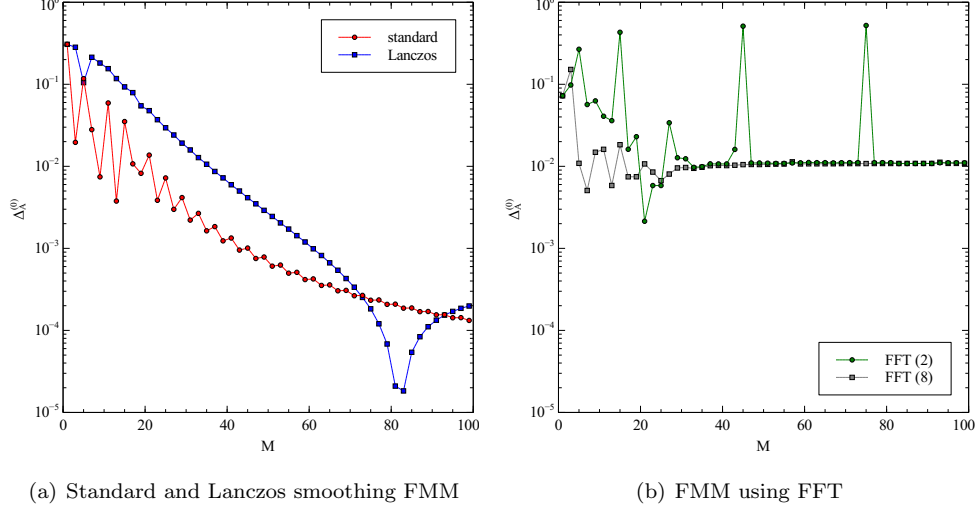 10^0
10^-1
10^-2
10^-3
10^-4
10^-5
Δ_A^(0)
0
20
40
60
80
100
M
standard
Lanczos
(a) Standard and Lanczos smoothing FMM
10^0
10^-1
10^-2
10^-3
10^-4
10^-5
Δ_A^(0)
0
20
40
60
80
100
M
FFT (2)
FFT (8)
(b) FMM using FFT